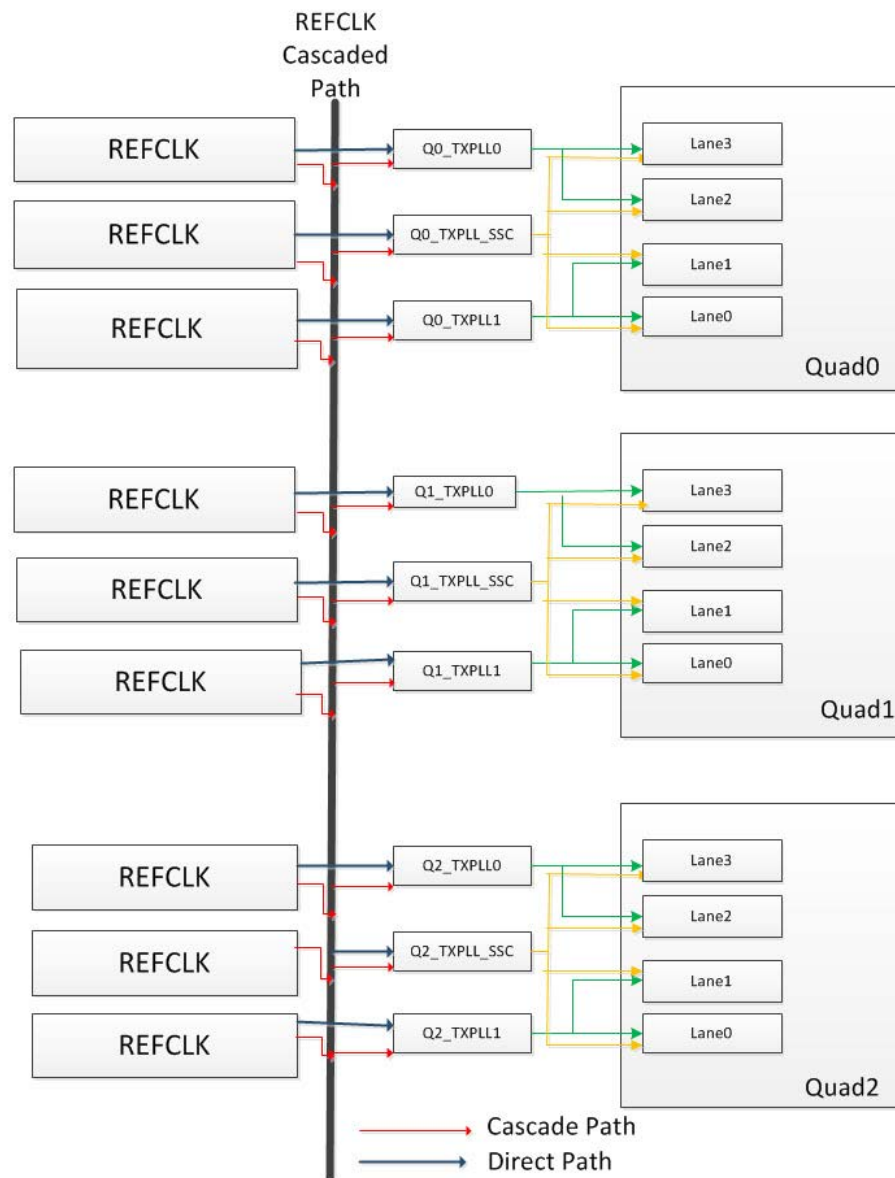 REFCLK
Cascaded
Path
REFCLK
Q0_TXPLL0
Lane3
Lane2
REFCLK
Q0_TXPLL_SSC
Lane1
REFCLK
Q0_TXPLL1
Lane0
Quad0
REFCLK
Q1_TXPLL0
Lane3
Lane2
REFCLK
Q1_TXPLL_SSC
Lane1
REFCLK
Q1_TXPLL1
Lane0
Quad1
REFCLK
Q2_TXPLL0
Lane3
Lane2
REFCLK
Q2_TXPLL_SSC
Lane1
REFCLK
Q2_TXPLL1
Lane0
Quad2
Cascade Path
Direct Path